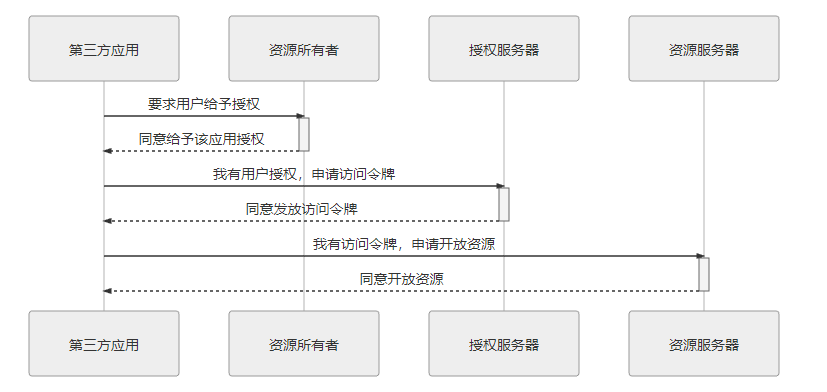 第三方应用
资源所有者
授权服务器
资源服务器
要求用户给予授权
同意给予该应用授权
我有用户授权，申请访问令牌
同意发放访问令牌
我有访问令牌，申请开放资源
同意开放资源
第三方应用
资源所有者
授权服务器
资源服务器